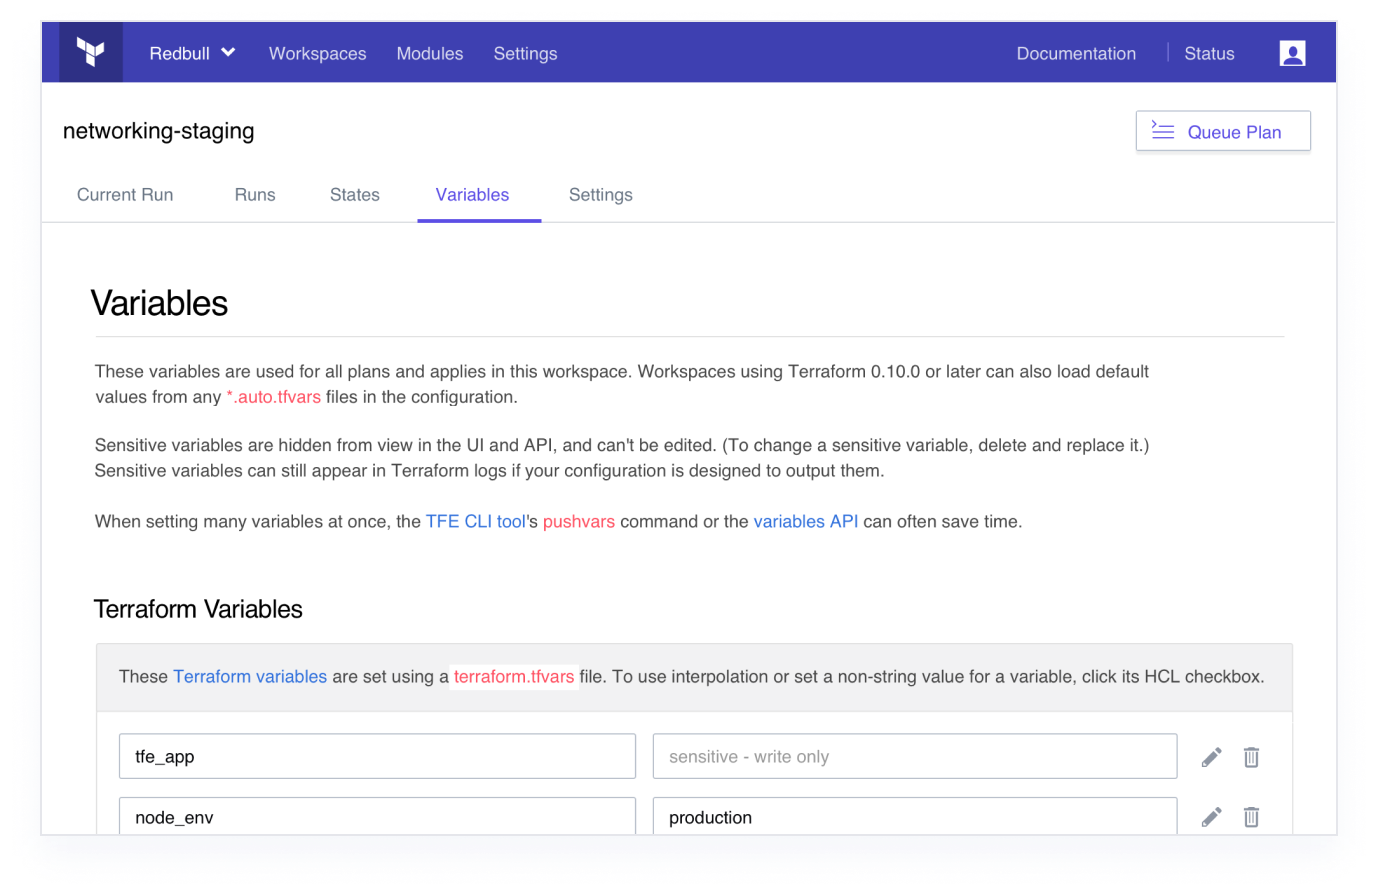 Redbull Workspaces Modules Settings Documentation Status
networking-staging Queue Plan
Current Run Runs States Variables Settings
Variables
These variables are used for all plans and applies in this workspace. Workspaces using Terraform 0.10.0 or later can also load default
values from any *.auto.tfvars files in the configuration.
Sensitive variables are hidden from view in the UI and API, and can't be edited. (To change a sensitive variable, delete and replace it.)
Sensitive variables can still appear in Terraform logs if your configuration is designed to output them.
When setting many variables at once, the TFE CLI tool's pushvars command or the variables API can often save time.
Terraform Variables
These Terraform variables are set using a terraform.tfvars file. To use interpolation or set a non-string value for a variable, click its HCL checkbox.
tfe_app sensitive - write only
node_env production